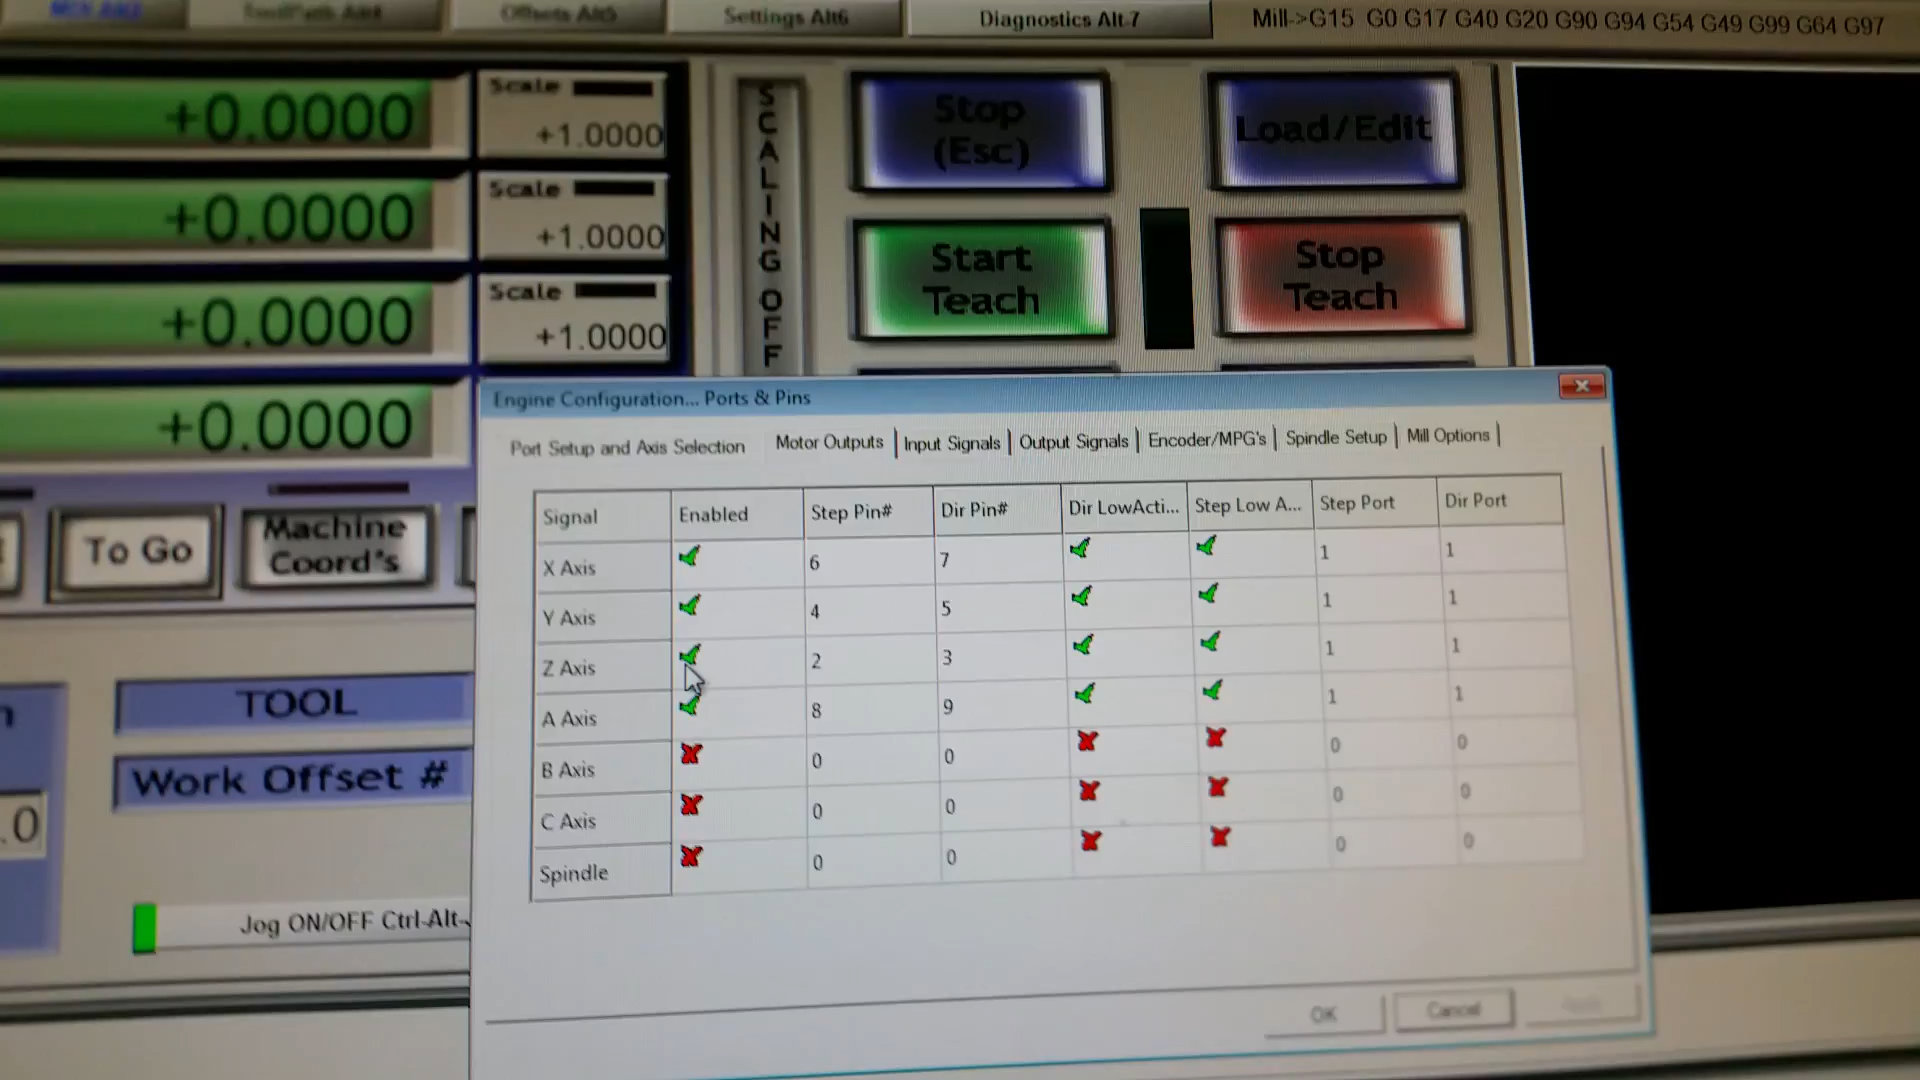 Settings Alt6
Diagnostics Alt-7
Mill->G15 G0 G17 G40 G20 G90 G94 G54 G49 G99 G64 G97
+0.0000
Scale
+1.0000
+0.0000
Scale
+1.0000
+0.0000
Scale
+1.0000
+0.0000
SCALING OFF
Stop
(Esc)
Load/Edit
Start
Teach
Stop
Teach
To Go
Machine
Coord's
TOOL
Work Offset #
.0
Jog ON/OFF Ctrl-Alt-
Engine Configuration... Ports & Pins
Port Setup and Axis Selection Motor Outputs Input Signals Output Signals Encoder/MPG's Spindle Setup Mill Options
Signal Enabled Step Pin# Dir Pin# Dir LowActi... Step Low A... Step Port Dir Port
X Axis 6 7 1 1
Y Axis 4 5 1 1
Z Axis 2 3 1 1
A Axis 8 9 1 1
B Axis 0 0 0 0
C Axis 0 0 0 0
Spindle 0 0 0 0
OK Cancel